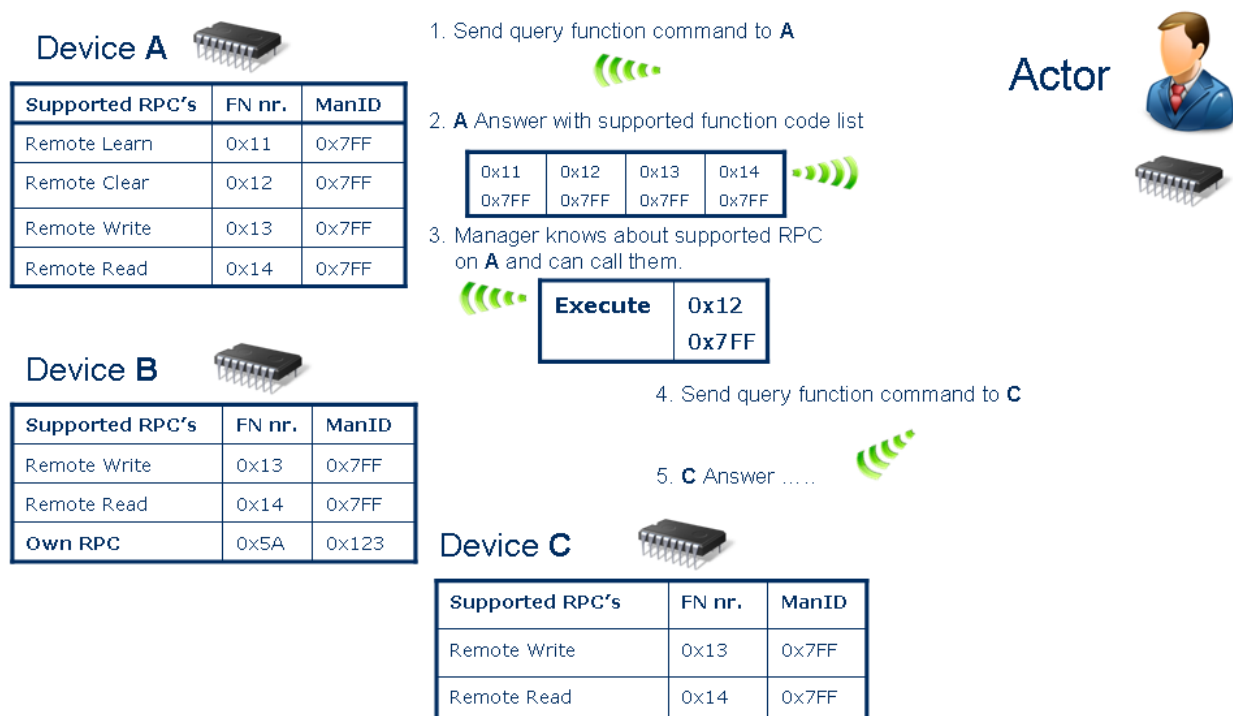 Device A
Supported RPC's FN nr. ManID
Remote Learn 0x11 0x7FF
Remote Clear 0x12 0x7FF
Remote Write 0x13 0x7FF
Remote Read 0x14 0x7FF
1. Send query function command to A
2. A Answer with supported function code list
0x11 0x12 0x13 0x14
0x7FF 0x7FF 0x7FF 0x7FF
3. Manager knows about supported RPC
on A and can call them.
Execute 0x12
0x7FF
Actor
Device B
Supported RPC's FN nr. ManID
Remote Write 0x13 0x7FF
Remote Read 0x14 0x7FF
Own RPC 0x5A 0x123
4. Send query function command to C
5. C Answer .....
Device C
Supported RPC's FN nr. ManID
Remote Write 0x13 0x7FF
Remote Read 0x14 0x7FF